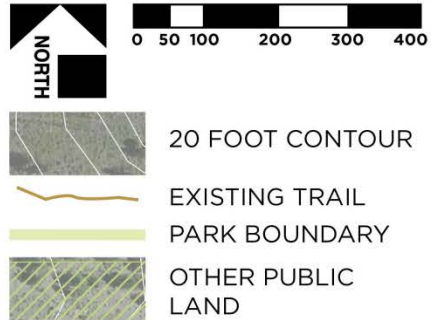 NORTH
0 50 100 200 300 400
20 FOOT CONTOUR
EXISTING TRAIL
PARK BOUNDARY
OTHER PUBLIC
LAND